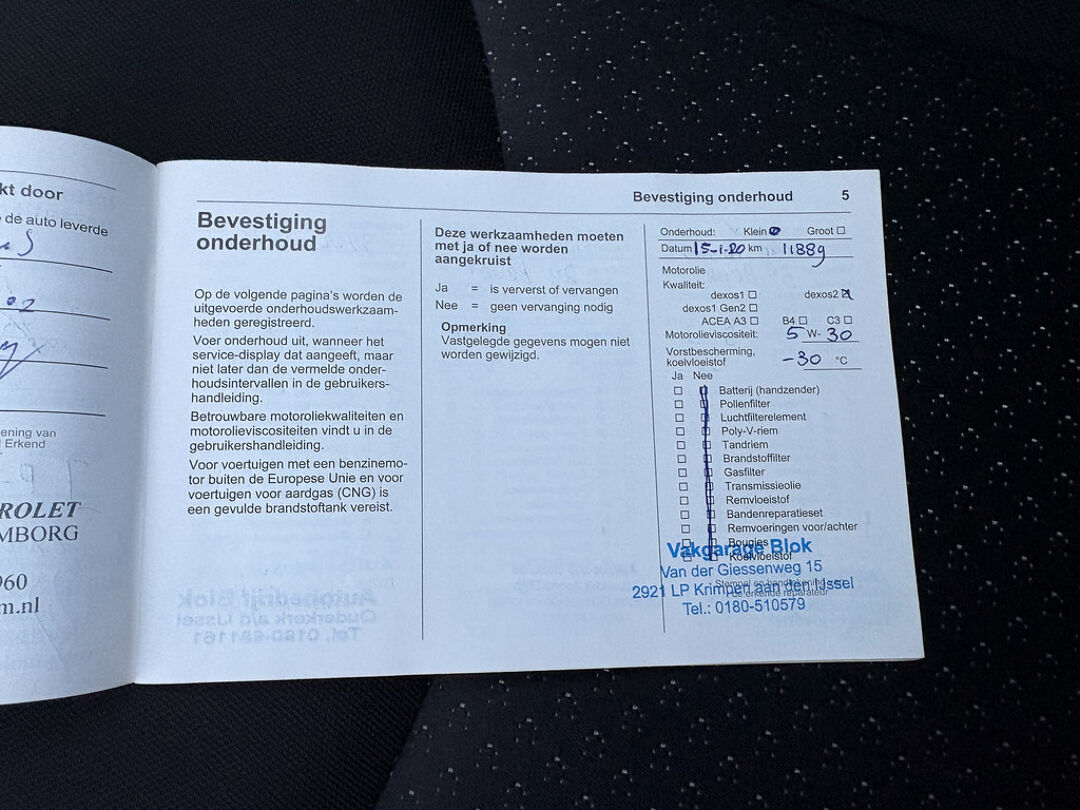 kt door
de auto leverde
ening van
Erkend
ROLET
MBORG
960
m.nl
Bevestiging onderhoud 5
Bevestiging
onderhoud
Op de volgende pagina's worden de
uitgevoerde onderhoudswerkzaam-
heden geregistreerd.
Voer onderhoud uit, wanneer het
service-display dat aangeeft, maar
niet later dan de vermelde onder-
houdsintervallen in de gebruikers-
handleiding.
Betrouwbare motoroliekwaliteiten en
motorolieviscositeiten vindt u in de
gebruikershandleiding.
Voor voertuigen met een benzinemo-
tor buiten de Europese Unie en voor
voertuigen voor aardgas (CNG) is
een gevulde brandstoftank vereist.
Deze werkzaamheden moeten
met ja of nee worden
aangekruist
Ja = is ververst of vervangen
Nee = geen vervanging nodig
Opmerking
Vastgelegde gegevens mogen niet
worden gewijzigd.
Onderhoud: Klein Groot
Datum 15-1-20 km 11889
Motorolie
Kwaliteit:
dexos1 dexos2
dexos1 Gen2
ACEA A3 B4 C3
Motorolieviscositeit: 5 W- 30
Vorstbescherming,
koelvloeistof -30 °C
Ja Nee
Batterij (handzender)
Pollenfilter
Luchtfilterelement
Poly-V-riem
Tandriem
Brandstoffilter
Gasfilter
Transmissieolie
Remvloeistof
Bandenreparatieset
Remvoeringen voor/achter
Bougies
Koelvloeistof
Vakgarage Blok
Van der Giessenweg 15
2921 LP Krimpen aan den IJssel
Tel.: 0180-510579